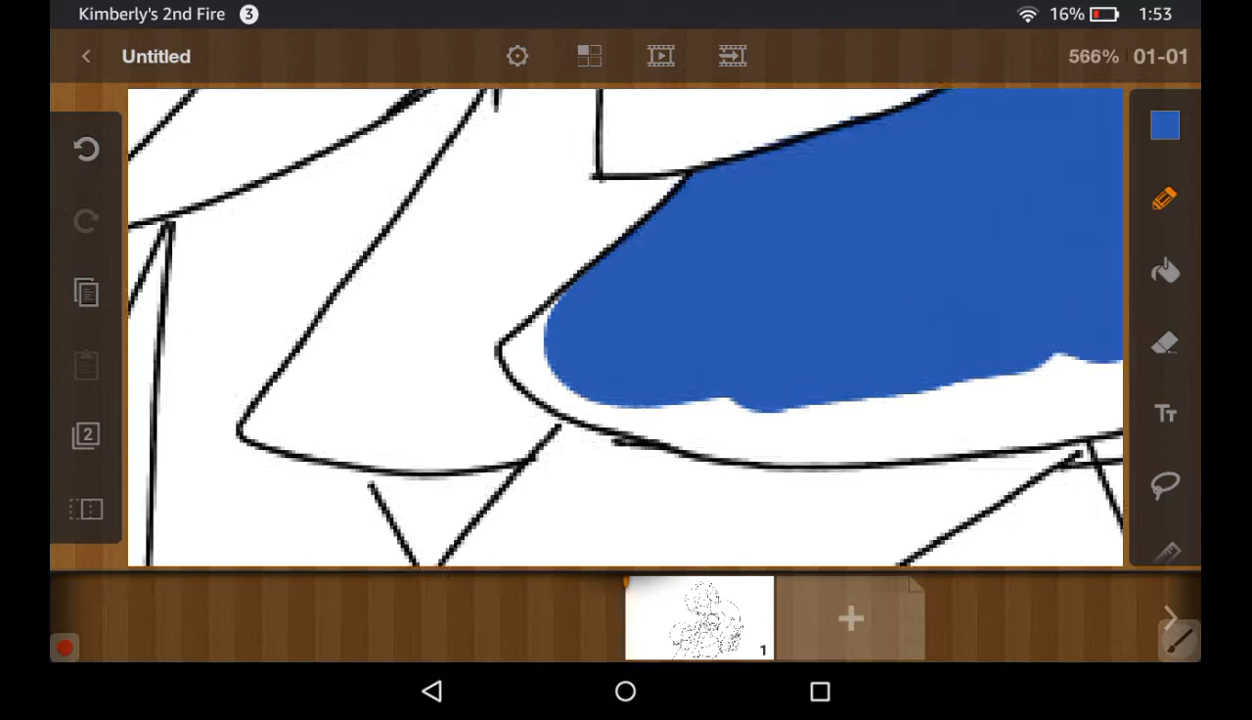 Kimberly's 2nd Fire 3 16% 1:53
Untitled 566% 01-01
2
Tт
1